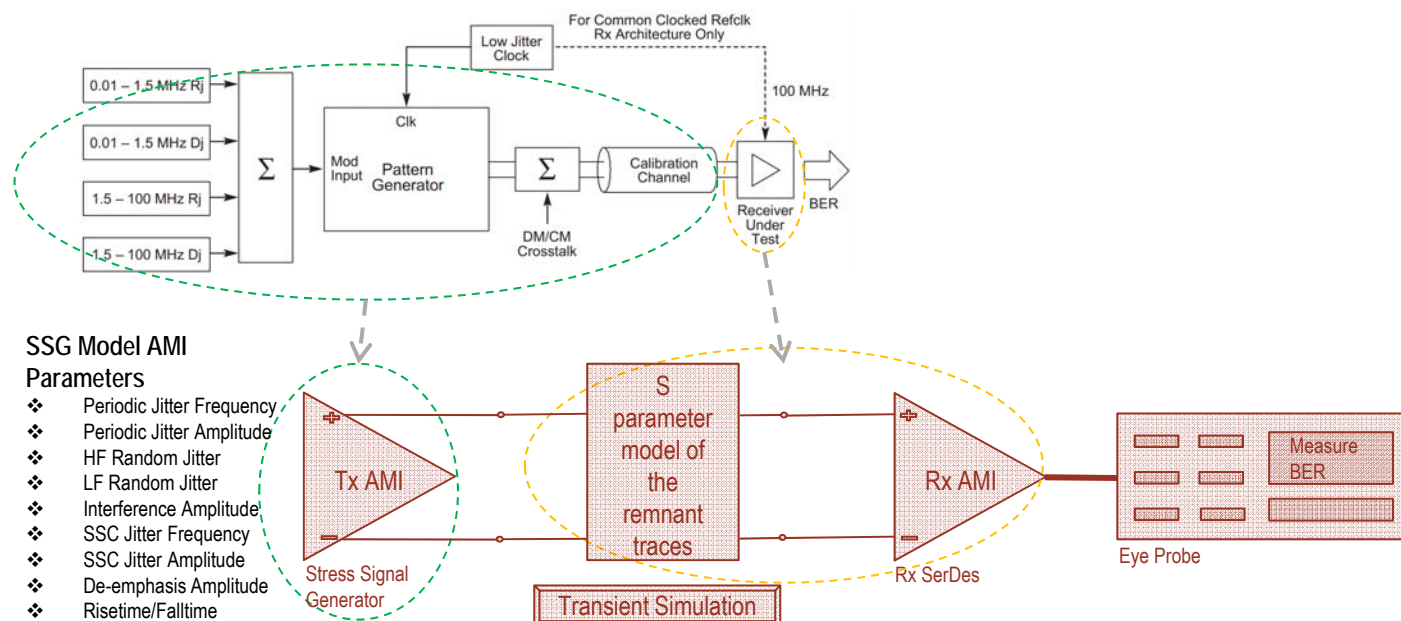 For Common Clocked Refclk
Rx Architecture Only
Low Jitter
Clock
0.01 – 1.5 MHz Rj
100 MHz
Clk
0.01 – 1.5 MHz Dj
Σ
Mod
Input
Pattern
Generator
Σ
Calibration
Channel
1.5 – 100 MHz Rj
BER
Receiver
Under
Test
DM/CM
Crosstalk
1.5 – 100 MHz Dj
SSG Model AMI
Parameters
❖ Periodic Jitter Frequency
❖ Periodic Jitter Amplitude
❖ HF Random Jitter
❖ LF Random Jitter
❖ Interference Amplitude
❖ SSC Jitter Frequency
❖ SSC Jitter Amplitude
❖ De-emphasis Amplitude
❖ Risetime/Falltime
+
Tx AMI
–
Stress Signal
Generator
S
parameter
model of
the
remnant
traces
+
Rx AMI
–
Rx SerDes
Measure
BER
Eye Probe
Transient Simulation